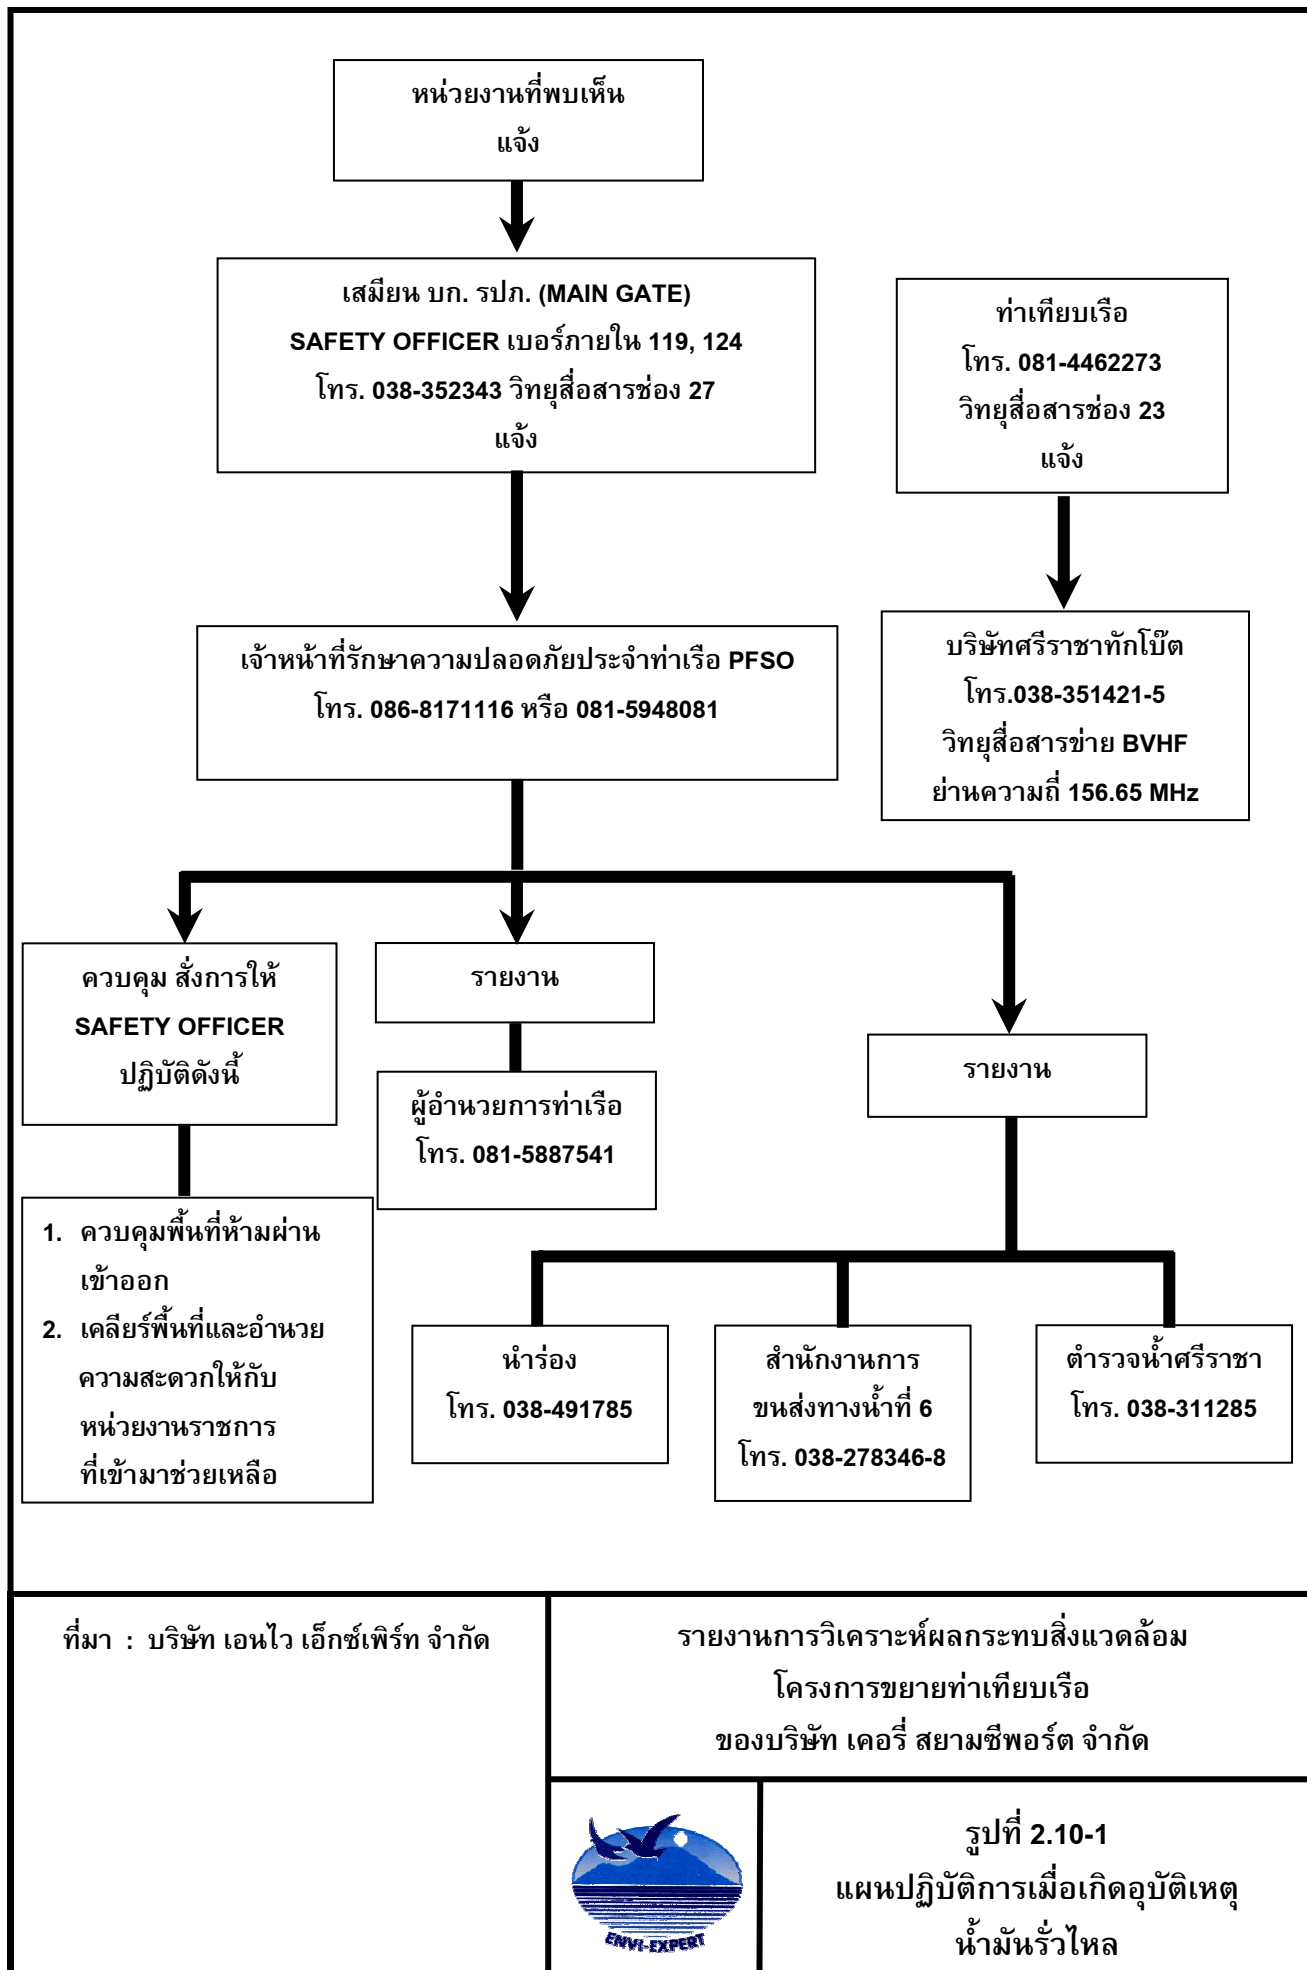 หน่วยงานที่พบเห็น
แจ้ง
เสมียน บก. รปภ. (MAIN GATE)
SAFETY OFFICER เบอร์ภายใน 119, 124
โทร. 038-352343 วิทยุสื่อสารช่อง 27
แจ้ง
ท่าเทียบเรือ
โทร. 081-4462273
วิทยุสื่อสารช่อง 23
แจ้ง
เจ้าหน้าที่รักษาความปลอดภัยประจำท่าเรือ PFSO
โทร. 086-8171116 หรือ 081-5948081
บริษัทศรีราชาทักโบ๊ต
โทร.038-351421-5
วิทยุสื่อสารข่าย BVHF
ย่านความถี่ 156.65 MHz
ควบคุม สั่งการให้
SAFETY OFFICER
ปฏิบัติดังนี้
รายงาน
รายงาน
ผู้อำนวยการท่าเรือ
โทร. 081-5887541
1. ควบคุมพื้นที่ห้ามผ่าน
เข้าออก
2. เคลียร์พื้นที่และอำนวย
ความสะดวกให้กับ
หน่วยงานราชการ
ที่เข้ามาช่วยเหลือ
นำร่อง
โทร. 038-491785
สำนักงานการ
ขนส่งทางน้ำที่ 6
โทร. 038-278346-8
ตำรวจน้ำศรีราชา
โทร. 038-311285
ที่มา : บริษัท เอนไว เอ็กซ์เพิร์ท จำกัด
รายงานการวิเคราะห์ผลกระทบสิ่งแวดล้อม
โครงการขยายท่าเทียบเรือ
ของบริษัท เคอรี่ สยามซีพอร์ต จำกัด
ENVI-EXPERT
รูปที่ 2.10-1
แผนปฏิบัติการเมื่อเกิดอุบัติเหตุ
น้ำมันรั่วไหล